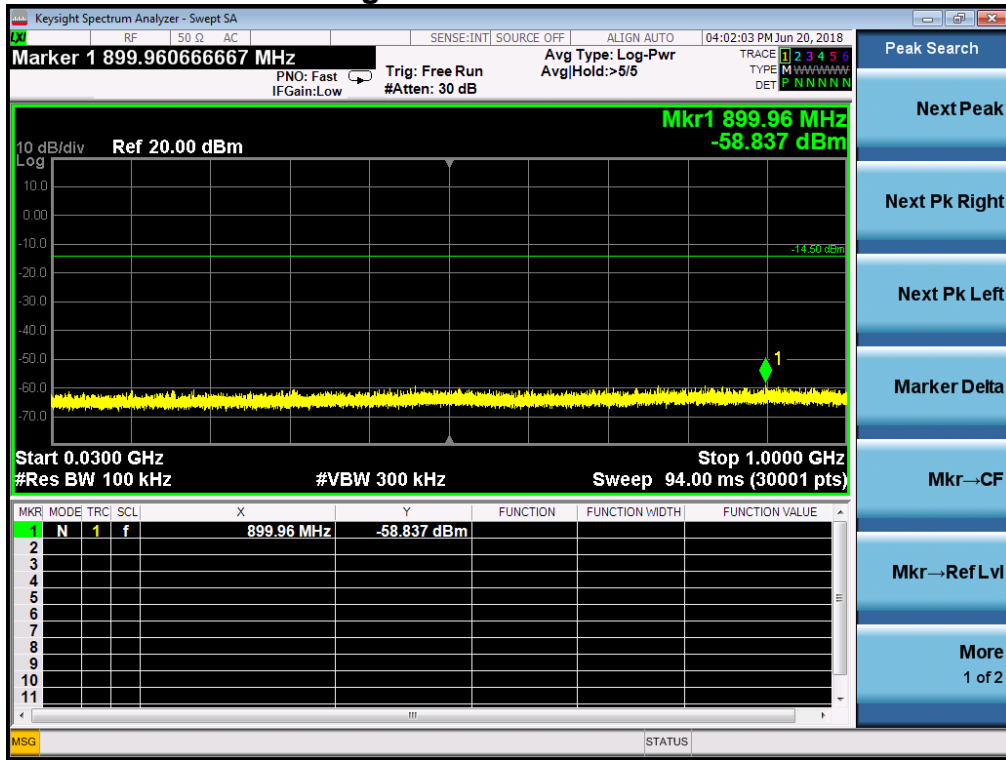 Keysight Spectrum Analyzer - Swept SA
LXI RF 50 Ω AC SENSE:INT SOURCE OFF ALIGN AUTO 04:02:03 PM Jun 20, 2018
Marker 1 899.960666667 MHz
PNO: Fast
IFGain:Low
Trig: Free Run
#Atten: 30 dB
Avg Type: Log-Pwr
Avg|Hold:>5/5
TRACE 1 2 3 4 5 6
TYPE M WWWWW
DET P N N N N N
Mkr1 899.96 MHz
-58.837 dBm
10 dB/div Ref 20.00 dBm
Log
10.0
0.00
-10.0
-14.50 dBm
-20.0
-30.0
-40.0
-50.0
1
-60.0
-70.0
Start 0.0300 GHz Stop 1.0000 GHz
#Res BW 100 kHz #VBW 300 kHz Sweep 94.00 ms (30001 pts)
MKR MODE TRC SCL X Y FUNCTION FUNCTION WIDTH FUNCTION VALUE
1 N 1 f 899.96 MHz -58.837 dBm
2
3
4
5
6
7
8
9
10
11
MSG STATUS
Peak Search
Next Peak
Next Pk Right
Next Pk Left
Marker Delta
Mkr→CF
Mkr→Ref Lvl
More
1 of 2